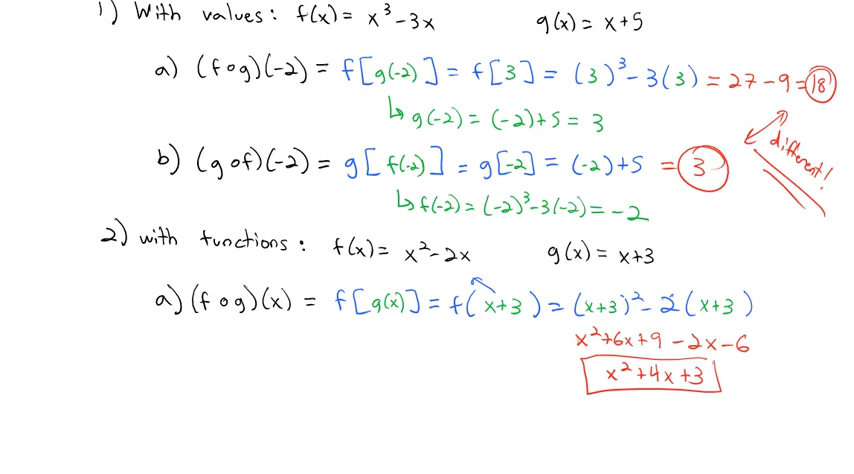 1) With values: f(x) = x³ - 3x g(x) = x+5
a) (f∘g)(-2) = f[g(-2)] = f[3] = (3)³ - 3(3) = 27 - 9 = 18
↳ g(-2) = (-2)+5 = 3
different!
b) (g∘f)(-2) = g[f(-2)] = g[-2] = (-2)+5 = 3
↳ f(-2) = (-2)³ - 3(-2) = -2
2) with functions: f(x) = x² - 2x g(x) = x+3
a) (f∘g)(x) = f[g(x)] = f(x+3) = (x+3)² - 2(x+3)
x² + 6x + 9 - 2x - 6
x² + 4x + 3